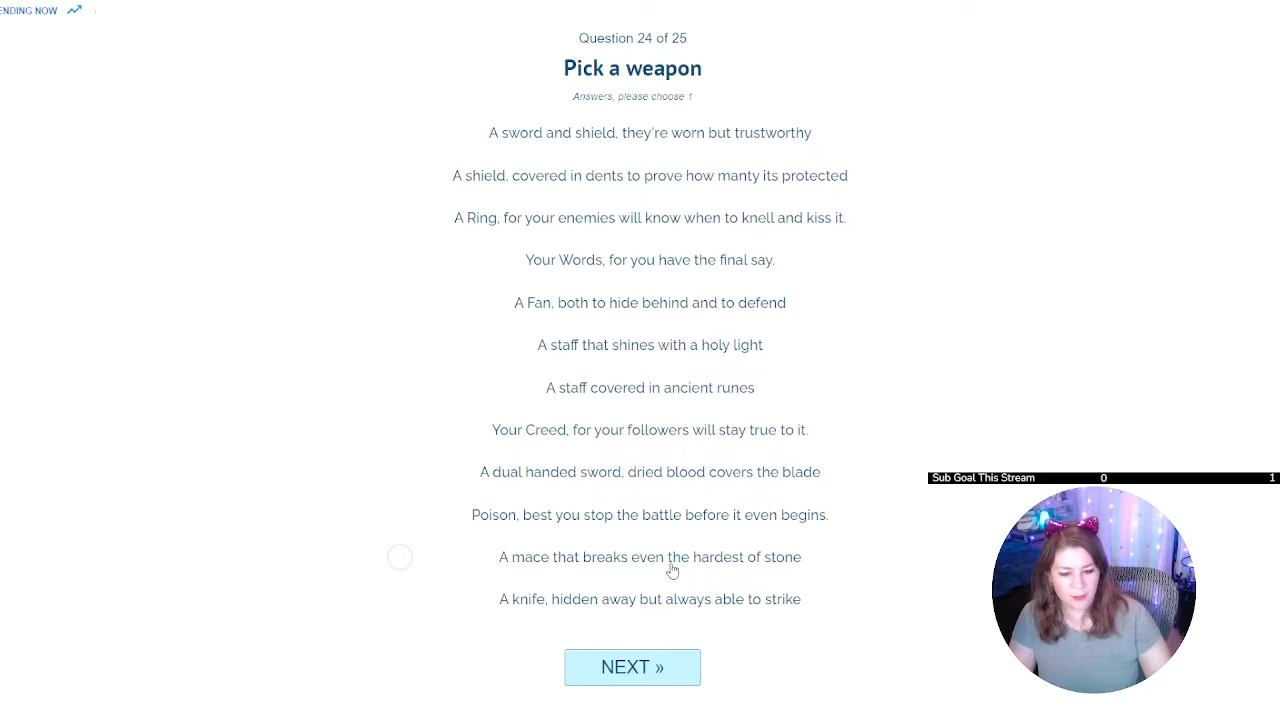 ENDING NOW
Question 24 of 25
Pick a weapon
Answers, please choose 1
A sword and shield, they're worn but trustworthy
A shield, covered in dents to prove how manty its protected
A Ring, for your enemies will know when to knell and kiss it.
Your Words, for you have the final say.
A Fan, both to hide behind and to defend
A staff that shines with a holy light
A staff covered in ancient runes
Your Creed, for your followers will stay true to it.
A dual handed sword, dried blood covers the blade
Poison, best you stop the battle before it even begins.
A mace that breaks even the hardest of stone
A knife, hidden away but always able to strike
NEXT »
Sub Goal This Stream 0 1